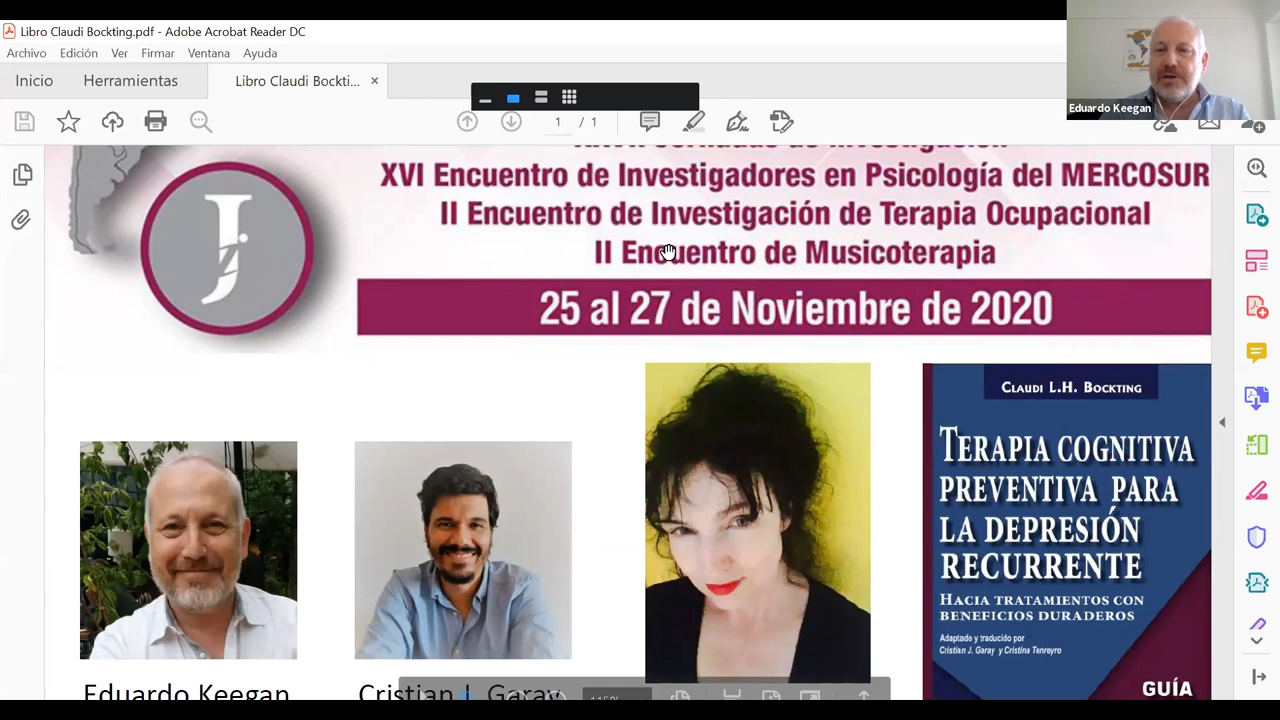 Libro Claudi Bockting.pdf - Adobe Acrobat Reader DC
Archivo Edición Ver Firmar Ventana Ayuda
Inicio Herramientas Libro Claudi Bockti... ×
1 / 1
Eduardo Keegan
XVI Encuentro de Investigadores en Psicología del MERCOSUR
II Encuentro de Investigación de Terapia Ocupacional
II Encuentro de Musicoterapia
25 al 27 de Noviembre de 2020
CLAUDI L.H. BOCKTING
TERAPIA COGNITIVA
PREVENTIVA PARA
LA DEPRESIÓN
RECURRENTE
HACIA TRATAMIENTOS CON
BENEFICIOS DURADEROS
Adaptado y traducido por
Cristian J. Garay y Cristina Tenreyro
GUÍA
Eduardo Keegan
Cristian J. Garay